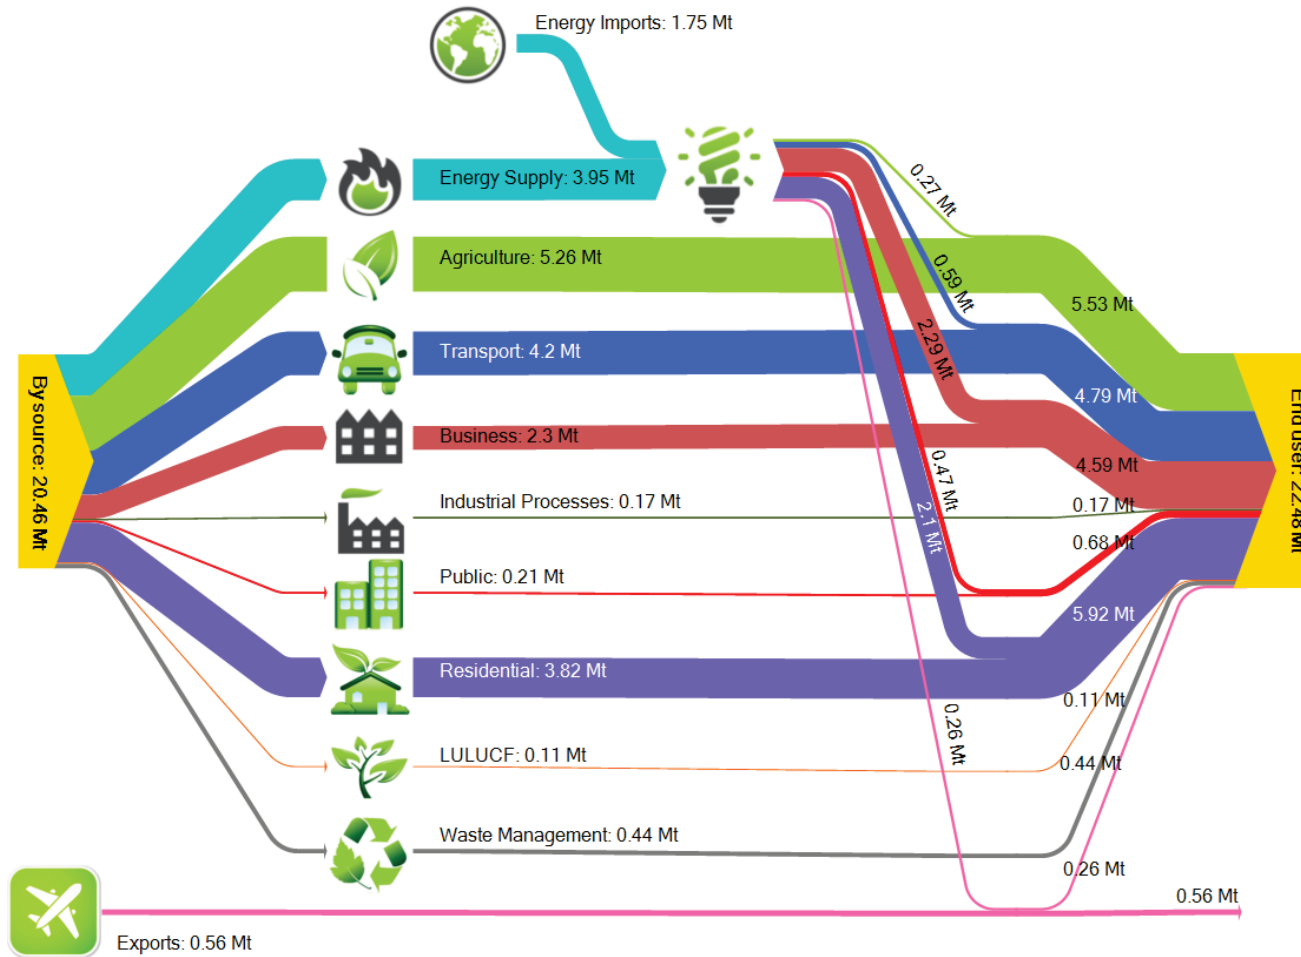 Energy Imports: 1.75 Mt
Energy Supply: 3.95 Mt
0.27 Mt
Agriculture: 5.26 Mt
0.59 Mt
5.53 Mt
Transport: 4.2 Mt
2.29 Mt
4.79 Mt
By source: 20.46 Mt
End user: 22.48 Mt
Business: 2.3 Mt
0.47 Mt
4.59 Mt
Industrial Processes: 0.17 Mt
2.1 Mt
0.17 Mt
0.68 Mt
Public: 0.21 Mt
5.92 Mt
Residential: 3.82 Mt
0.26 Mt
0.11 Mt
LULUCF: 0.11 Mt
0.44 Mt
Waste Management: 0.44 Mt
0.26 Mt
0.56 Mt
Exports: 0.56 Mt